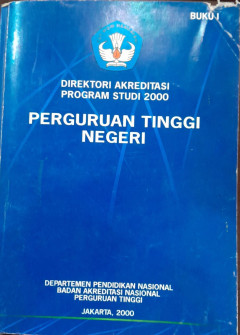 BUKU I
DIREKTORI AKREDITASI
PROGRAM STUDI 2000
PERGURUAN TINGGI
NEGERI
DEPARTEMEN PENDIDIKAN NASIONAL
BADAN AKREDITASI NASIONAL
PERGURUAN TINGGI
JAKARTA, 2000